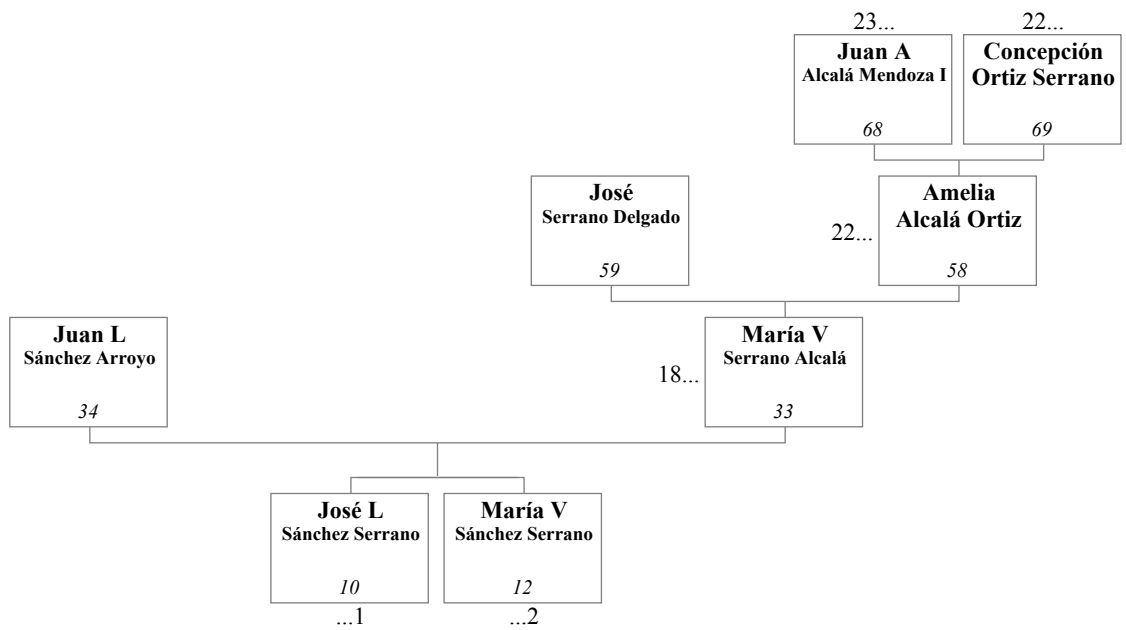 23...
22...
Juan A
Alcalá Mendoza I
68
Concepción
Ortiz Serrano
69
José
Serrano Delgado
59
22...
Amelia
Alcalá Ortiz
58
Juan L
Sánchez Arroyo
34
18...
María V
Serrano Alcalá
33
José L
Sánchez Serrano
10
...1
María V
Sánchez Serrano
12
...2